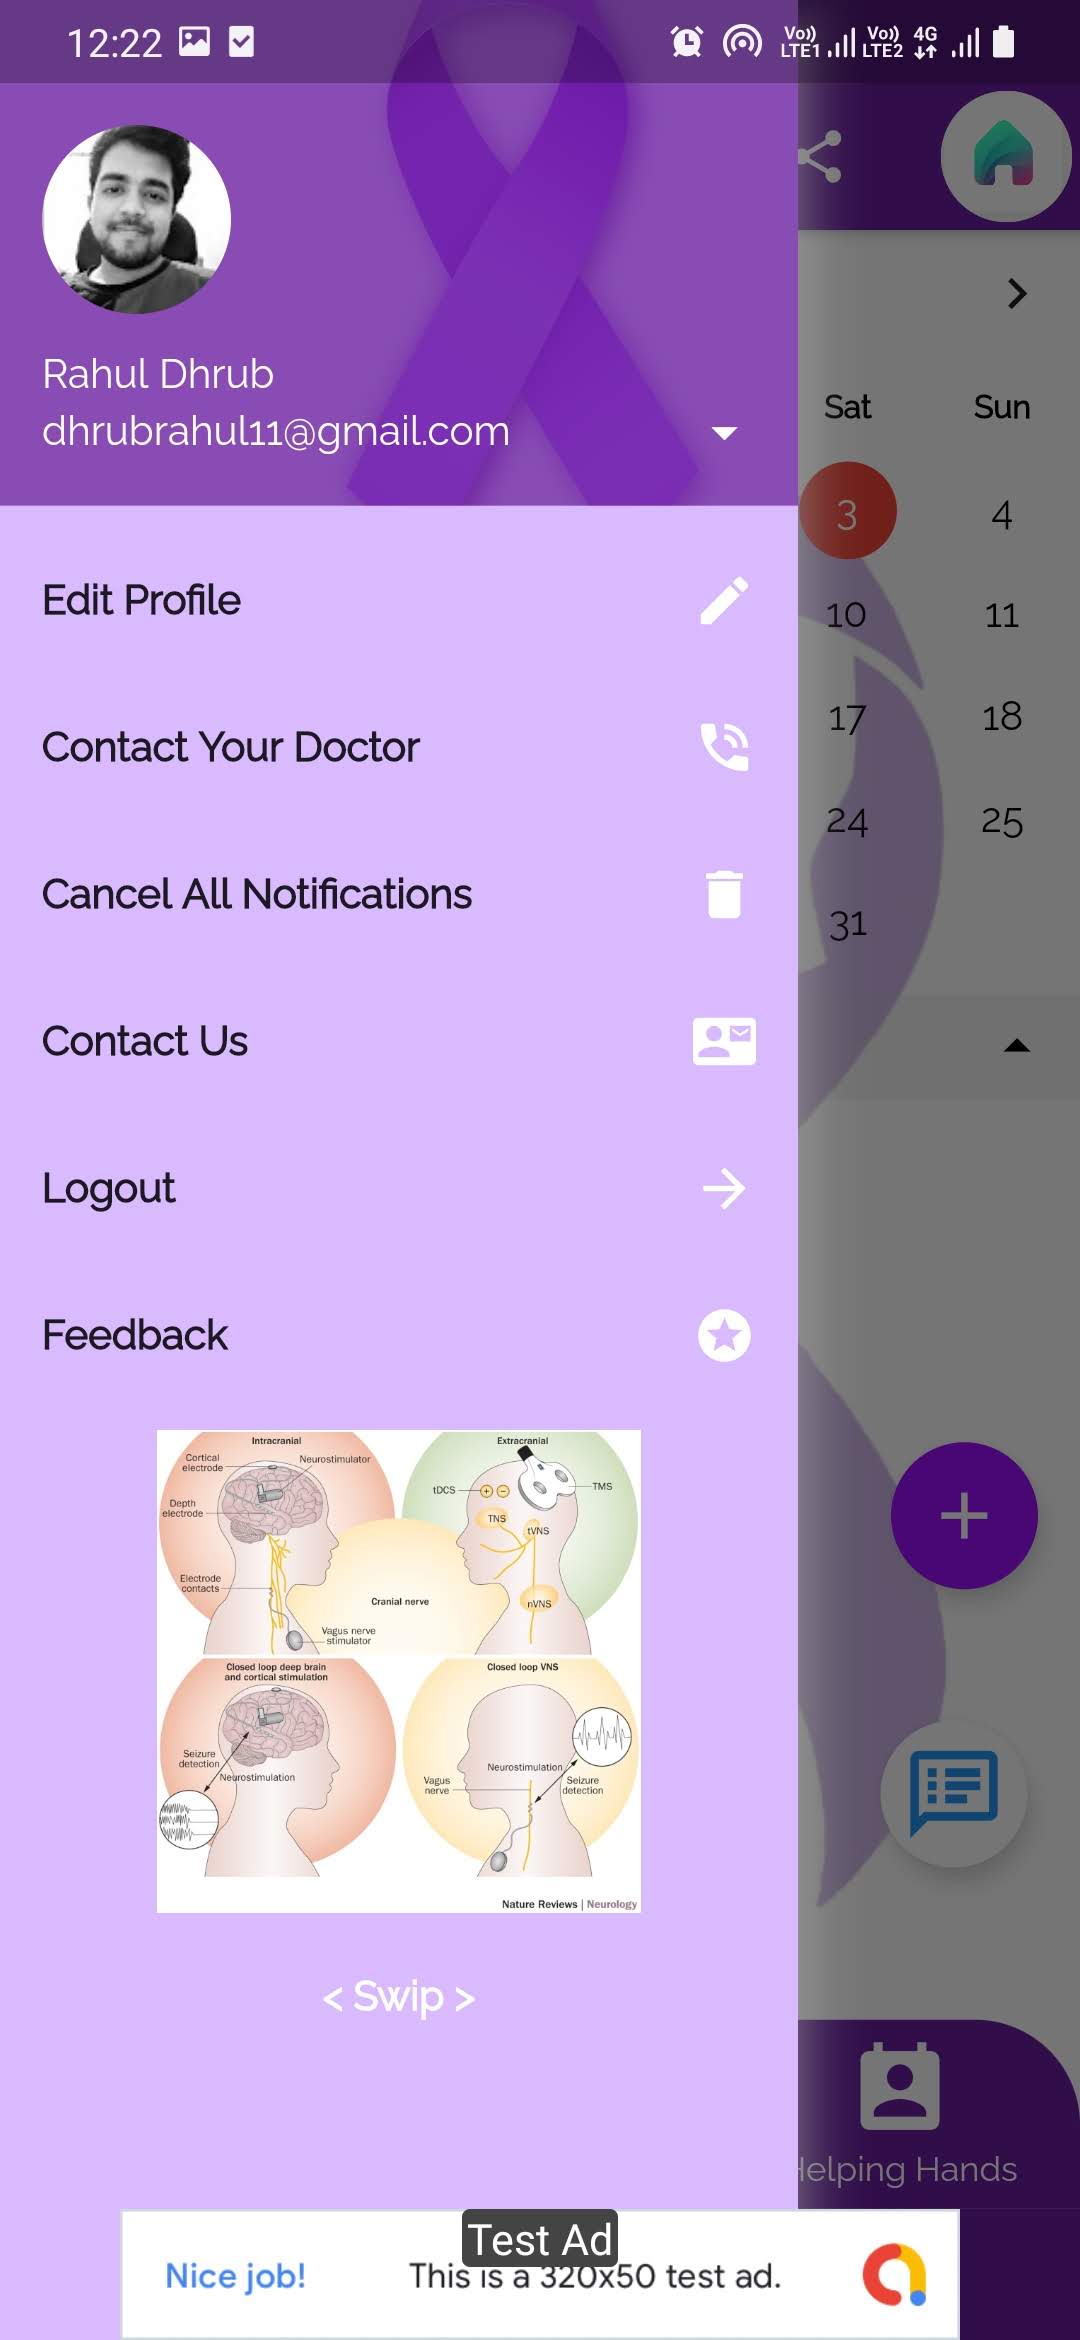 12:22
Vo)) LTE1 Vo)) LTE2 4G
Rahul Dhrub
dhrubrahul11@gmail.com
Sat Sun
3 4
10 11
17 18
24 25
31
Edit Profile
Contact Your Doctor
Cancel All Notifications
Contact Us
Logout
Feedback
Intracranial
Cortical
electrode
Neurostimulator
Depth
electrode
Electrode
contacts
Vagus nerve
stimulator
Cranial nerve
Extracranial
tDCS
+ −
TMS
TNS
tVNS
nVNS
Closed loop deep brain
and cortical stimulation
Seizure
detection
Neurostimulation
Closed loop VNS
Neurostimulation
Vagus
nerve
Seizure
detection
Nature Reviews | Neurology
< Swip >
Helping Hands
Test Ad
Nice job!
This is a 320x50 test ad.